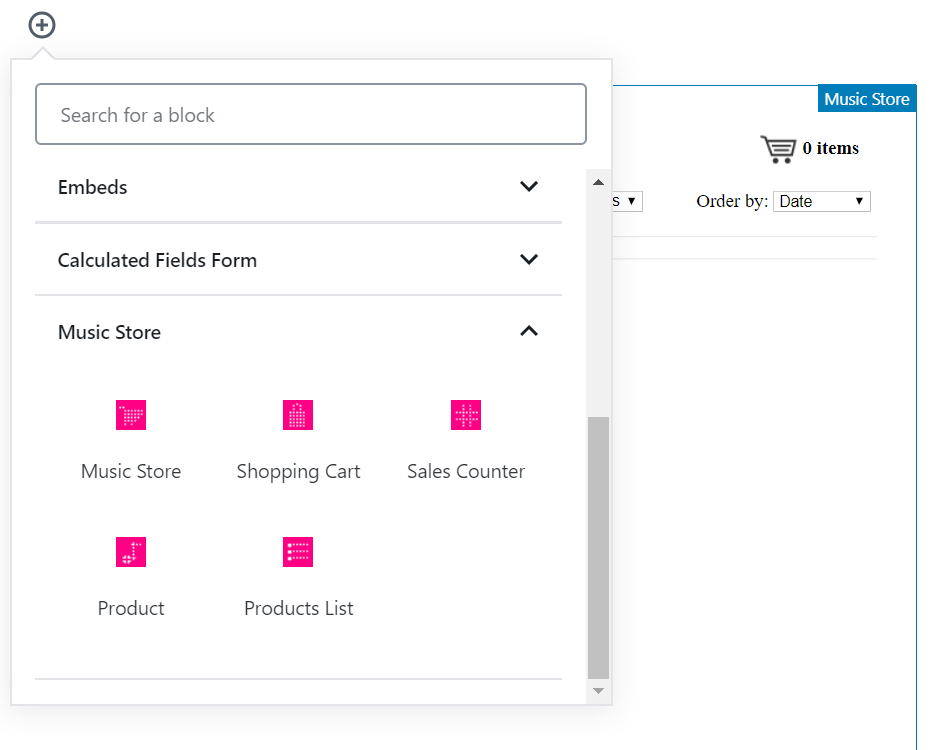 Search for a block
Music Store
0 items
Embeds
s
Order by: Date
Calculated Fields Form
Music Store
Music Store
Shopping Cart
Sales Counter
Product
Products List